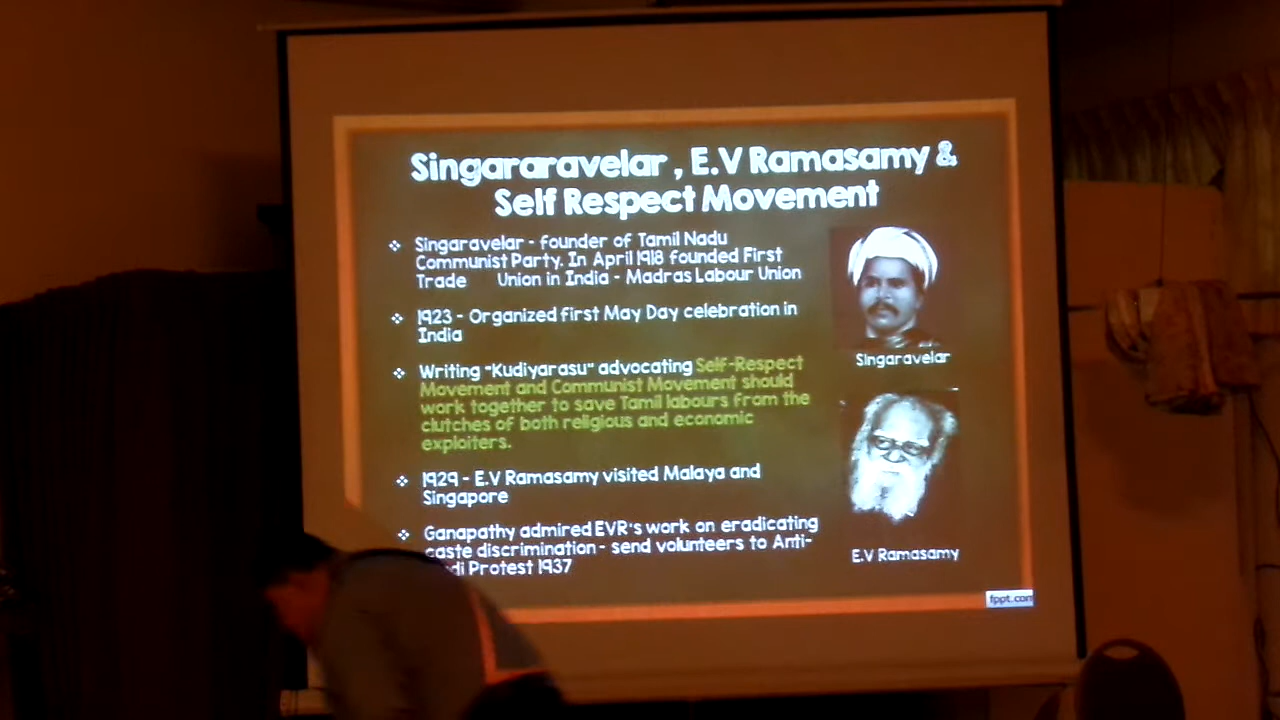 Singararavelar , E.V Ramasamy &
Self Respect Movement
Singaravelar - founder of Tamil Nadu
Communist Party. In April 1918 founded First
Trade Union in India - Madras Labour Union
1923 - Organized first May Day celebration in
India
Writing "Kudiyarasu" advocating Self-Respect
Movement and Communist Movement should
work together to save Tamil labours from the
clutches of both religious and economic
exploiters.
1929 - E.V Ramasamy visited Malaya and
Singapore
Ganapathy admired EVR's work on eradicating
caste discrimination - send volunteers to Anti-
di Protest 1937
Singaravelar
E.V Ramasamy
fppt.com